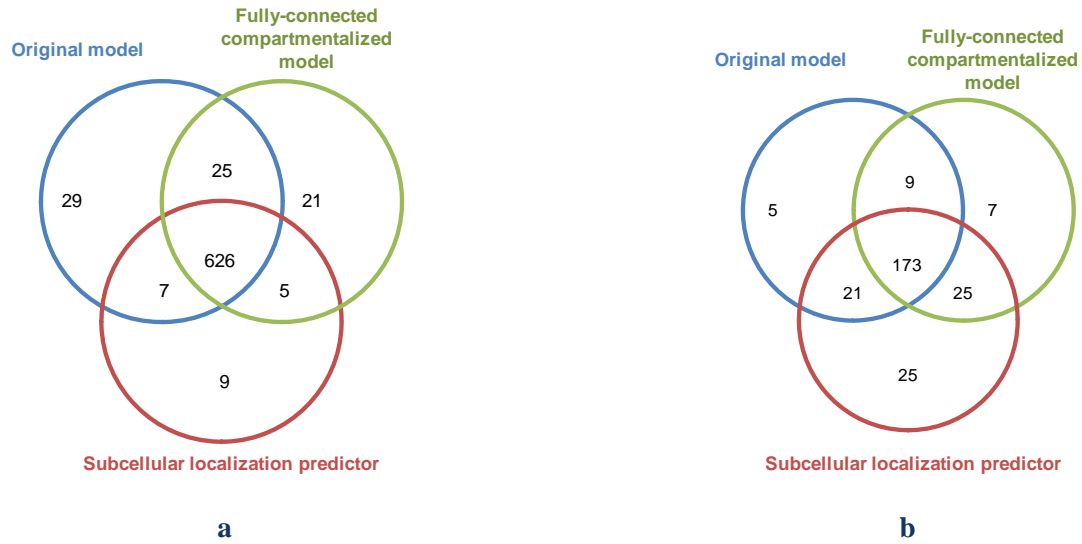 Original model
Fully-connected
compartmentalized
model
29
25
21
626
7
5
9
Subcellular localization predictor
a
Original model
Fully-connected
compartmentalized
model
5
9
7
173
21
25
25
Subcellular localization predictor
b